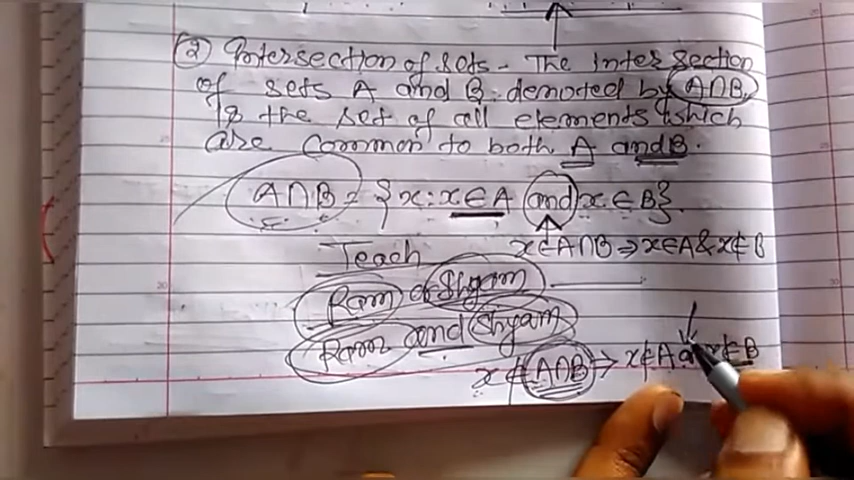 ② Intersection of sets - The intersection
of sets A and B. denoted by A∩B,
Is the set of all elements which
are common to both A and B.
A∩B = {x : x∈A and x∈B}.
x∈A∩B ⇒ x∈A & x∉B
Teach
Ram or Shyam
Ram and Shyam
x∉A∩B ⇒ x∉A or x∉B